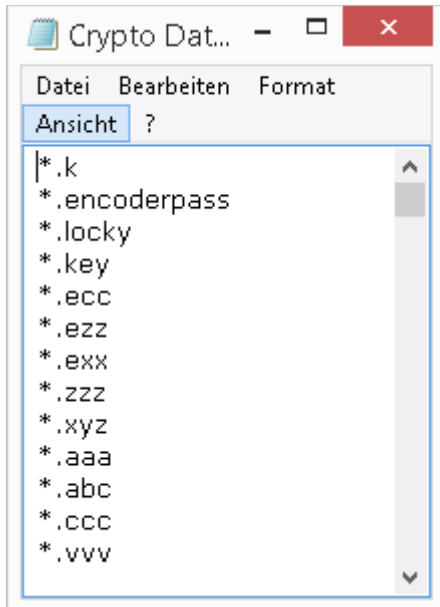 Crypto Dat...
Datei Bearbeiten Format
Ansicht ?
*.k
*.encoderpass
*.locky
*.key
*.ecc
*.ezz
*.exx
*.zzz
*.xyz
*.aaa
*.abc
*.ccc
*.vvv